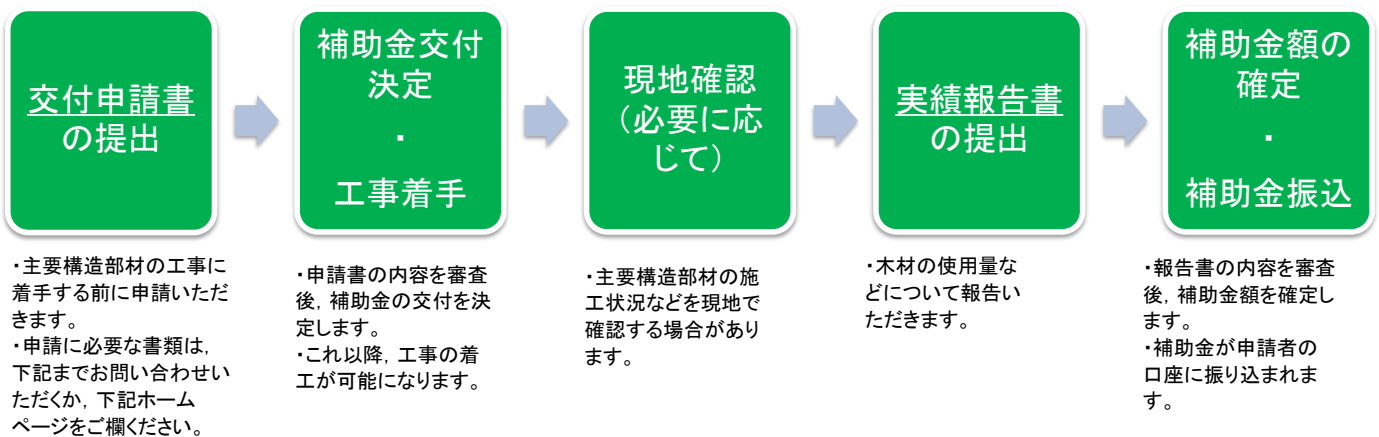 交付申請書
の提出
補助金交付
決定
・
工事着手
現地確認
（必要に応
じて）
実績報告書
の提出
補助金額の
確定
・
補助金振込
・主要構造部材の工事に
着手する前に申請いただ
きます。
・申請に必要な書類は，
下記までお問い合わせい
ただくか，下記ホーム
ページをご欄ください。
・申請書の内容を審査
後，補助金の交付を決
定します。
・これ以降，工事の着
工が可能になります。
・主要構造部材の施
工状況などを現地で
確認する場合があり
ます。
・木材の使用量な
どについて報告い
ただきます。
・報告書の内容を審査
後，補助金額を確定し
ます。
・補助金が申請者の
口座に振り込まれま
す。